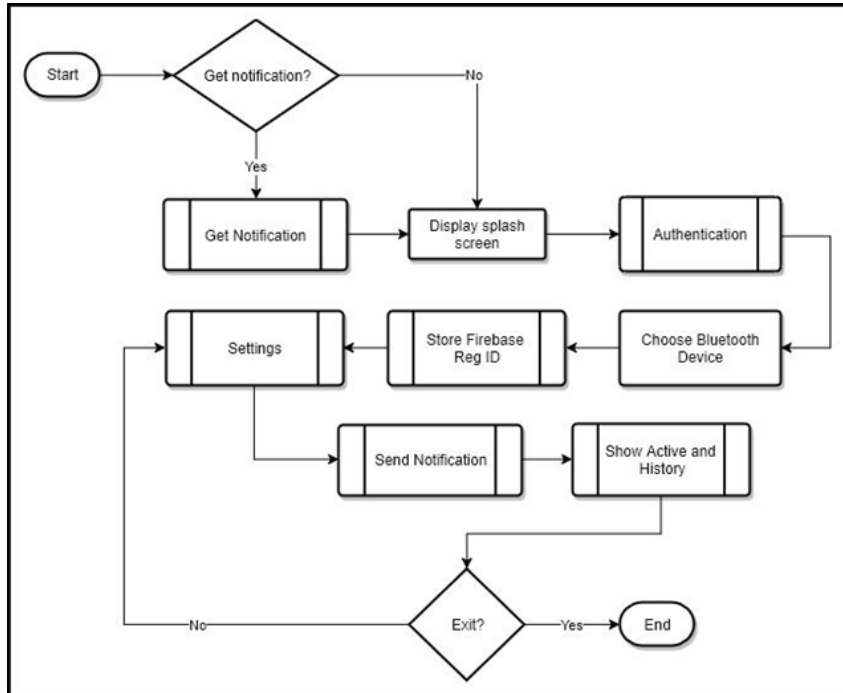 Start
Get notification?
No
Yes
Get Notification
Display splash
screen
Authentication
Settings
Store Firebase
Reg ID
Choose Bluetooth
Device
Send Notification
Show Active and
History
No
Exit?
Yes
End